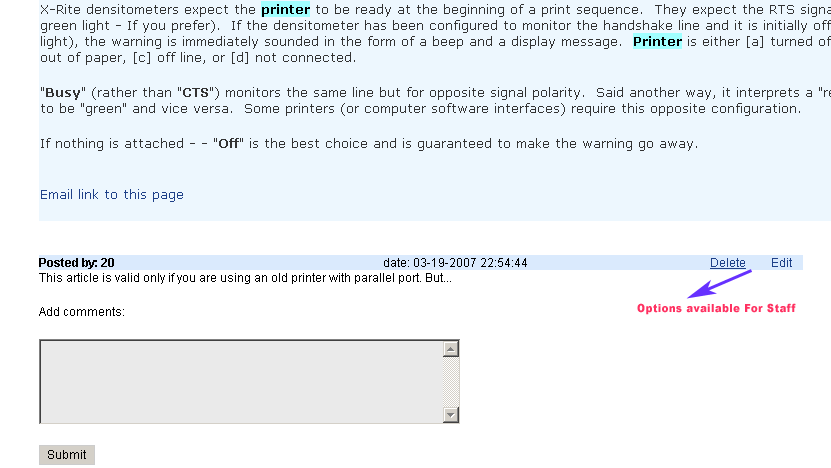 X-Rite densitometers expect the printer to be ready at the beginning of a print sequence. They expect the RTS signa
green light - If you prefer). If the densitometer has been configured to monitor the handshake line and it is initially off
light), the warning is immediately sounded in the form of a beep and a display message. Printer is either [a] turned of
out of paper, [c] off line, or [d] not connected.
"Busy" (rather than "CTS") monitors the same line but for opposite signal polarity. Said another way, it interprets a "re
to be "green" and vice versa. Some printers (or computer software interfaces) require this opposite configuration.
If nothing is attached - - "Off" is the best choice and is guaranteed to make the warning go away.
Email link to this page
Posted by: 20 date: 03-19-2007 22:54:44 Delete Edit
This article is valid only if you are using an old printer with parallel port. But...
Options available For Staff
Add comments:
Submit